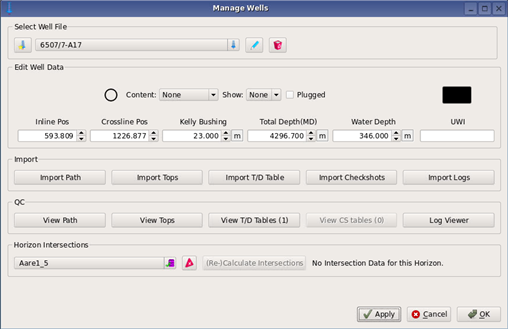 Manage Wells
Select Well File
6507/7-A17
Edit Well Data
Content: None Show: None Plugged
Inline Pos Crossline Pos Kelly Bushing Total Depth(MD) Water Depth UWI
593.809 1226.877 23.000 m 4296.700 m 346.000 m
Import
Import Path Import Tops Import T/D Table Import Checkshots Import Logs
QC
View Path View Tops View T/D Tables (1) View CS tables (0) Log Viewer
Horizon Intersections
Aare1_5 (Re-)Calculate Intersections No Intersection Data for this Horizon.
Apply Cancel OK